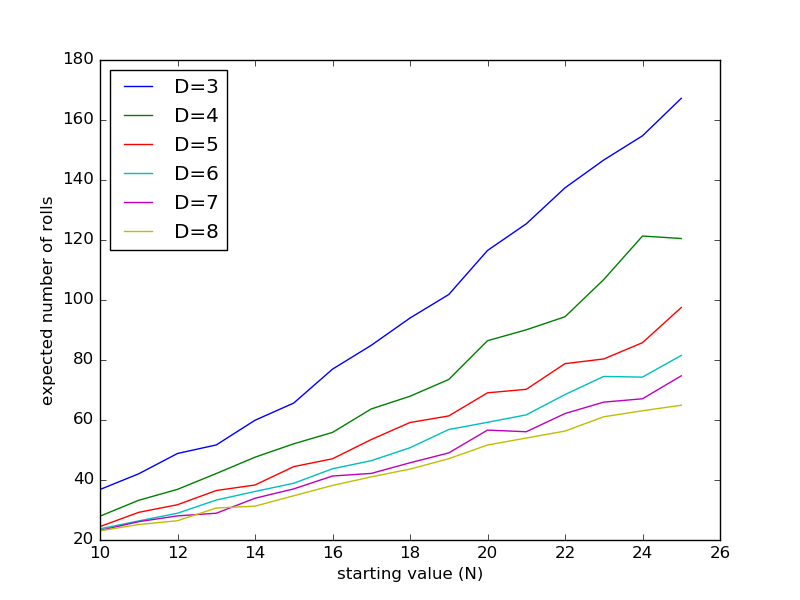 180
160
140
120
100
80
60
40
20
expected number of rolls
D=3
D=4
D=5
D=6
D=7
D=8
10 12 14 16 18 20 22 24 26
starting value (N)